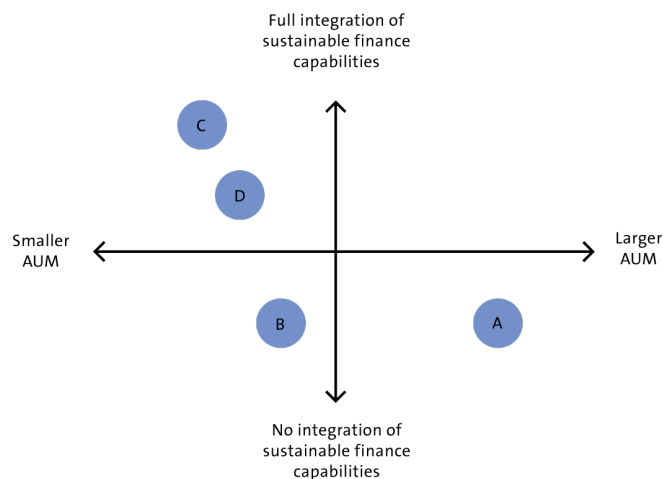 Full integration of
sustainable finance
capabilities
C
D
Smaller
AUM
Larger
AUM
B
A
No integration of
sustainable finance
capabilities